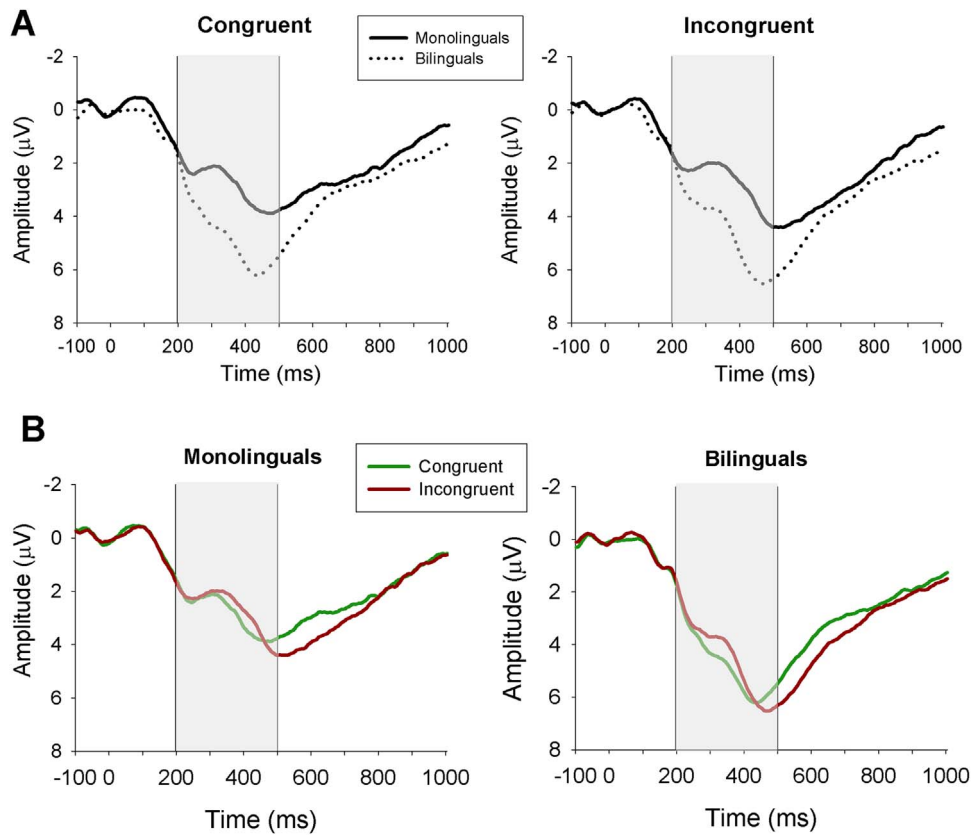 A
Congruent
Monolinguals
Bilinguals
Incongruent
Amplitude (μV)
-2
0
2
4
6
8
-100 0 200 400 600 800 1000
Time (ms)
Amplitude (μV)
-2
0
2
4
6
8
-100 0 200 400 600 800 1000
Time (ms)
B
Monolinguals
Congruent
Incongruent
Bilinguals
Amplitude (μV)
-2
0
2
4
6
8
-100 0 200 400 600 800 1000
Time (ms)
Amplitude (μV)
-2
0
2
4
6
8
-100 0 200 400 600 800 1000
Time (ms)